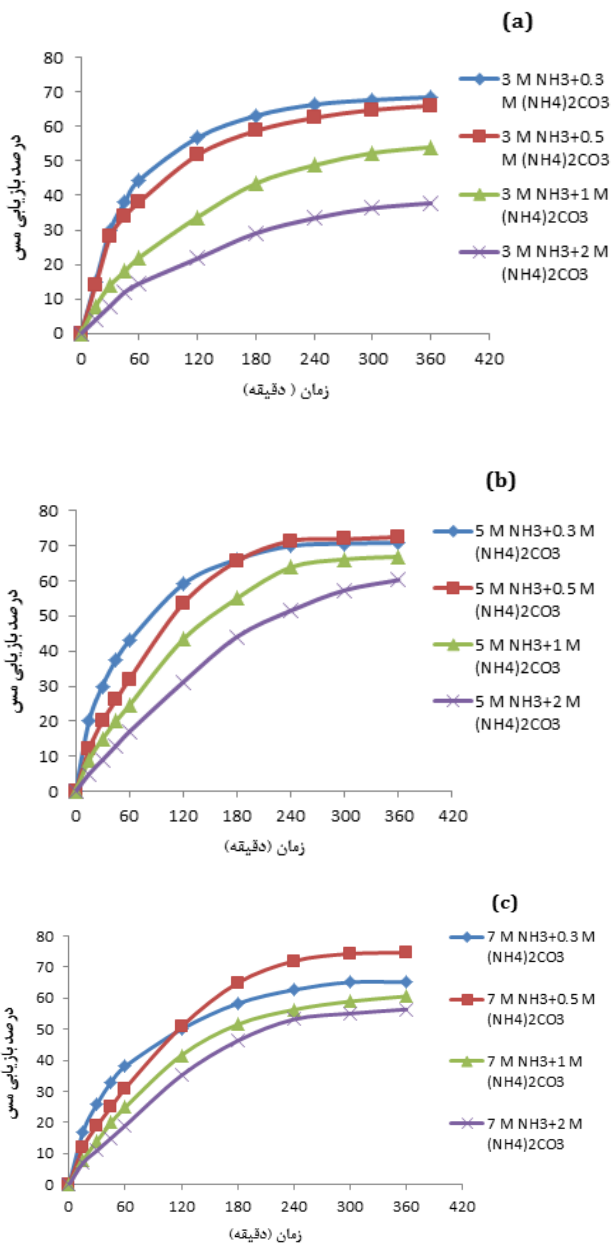 (a)
80
70
60
50
40
30
20
10
0
درصد بازیابی مس
0 60 120 180 240 300 360 420
زمان ( دقیقه)
3 M NH3+0.3
M (NH4)2CO3
3 M NH3+0.5
M (NH4)2CO3
3 M NH3+1 M
(NH4)2CO3
3 M NH3+2 M
(NH4)2CO3
(b)
80
70
60
50
40
30
20
10
0
درصد بازیابی مس
0 60 120 180 240 300 360 420
زمان (دقیقه)
5 M NH3+0.3 M
(NH4)2CO3
5 M NH3+0.5 M
(NH4)2CO3
5 M NH3+1 M
(NH4)2CO3
5 M NH3+2 M
(NH4)2CO3
(c)
80
70
60
50
40
30
20
10
0
درصد بازیابی مس
0 60 120 180 240 300 360 420
زمان (دقیقه)
7 M NH3+0.3 M
(NH4)2CO3
7 M NH3+0.5 M
(NH4)2CO3
7 M NH3+1 M
(NH4)2CO3
7 M NH3+2 M
(NH4)2CO3